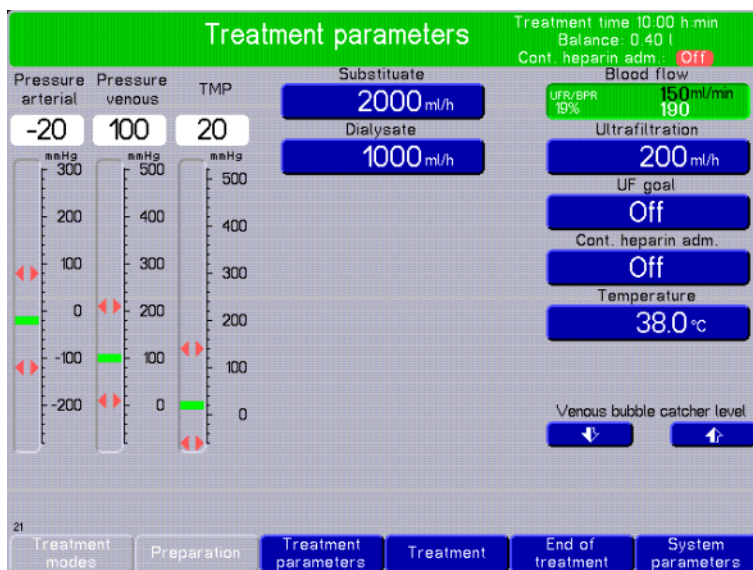 Treatment parameters
Treatment time 10:00 h:min
Balance: 0.40 l
Cont. heparin adm.: Off
Pressure arterial
Pressure venous
TMP
-20
100
20
mmHg
300
200
100
0
-100
-200
mmHg
500
400
300
200
100
0
500
400
300
200
100
0
Substituate
2000 ml/h
Dialysate
1000 ml/h
Blood flow
UFR/BPR 150 ml/min
19% 190
Ultrafiltration
200 ml/h
UF goal
Off
Cont. heparin adm.
Off
Temperature
38.0 °C
Venous bubble catcher level
21
Treatment modes
Preparation
Treatment parameters
Treatment
End of treatment
System parameters